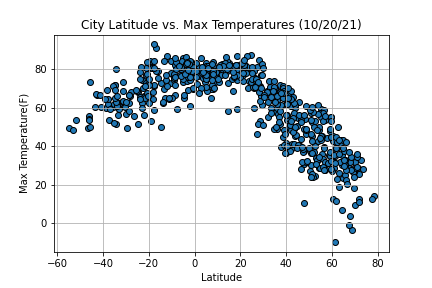 City Latitude vs. Max Temperatures (10/20/21)
Max Temperature(F)
80
60
40
20
0
−60 −40 −20 0 20 40 60 80
Latitude